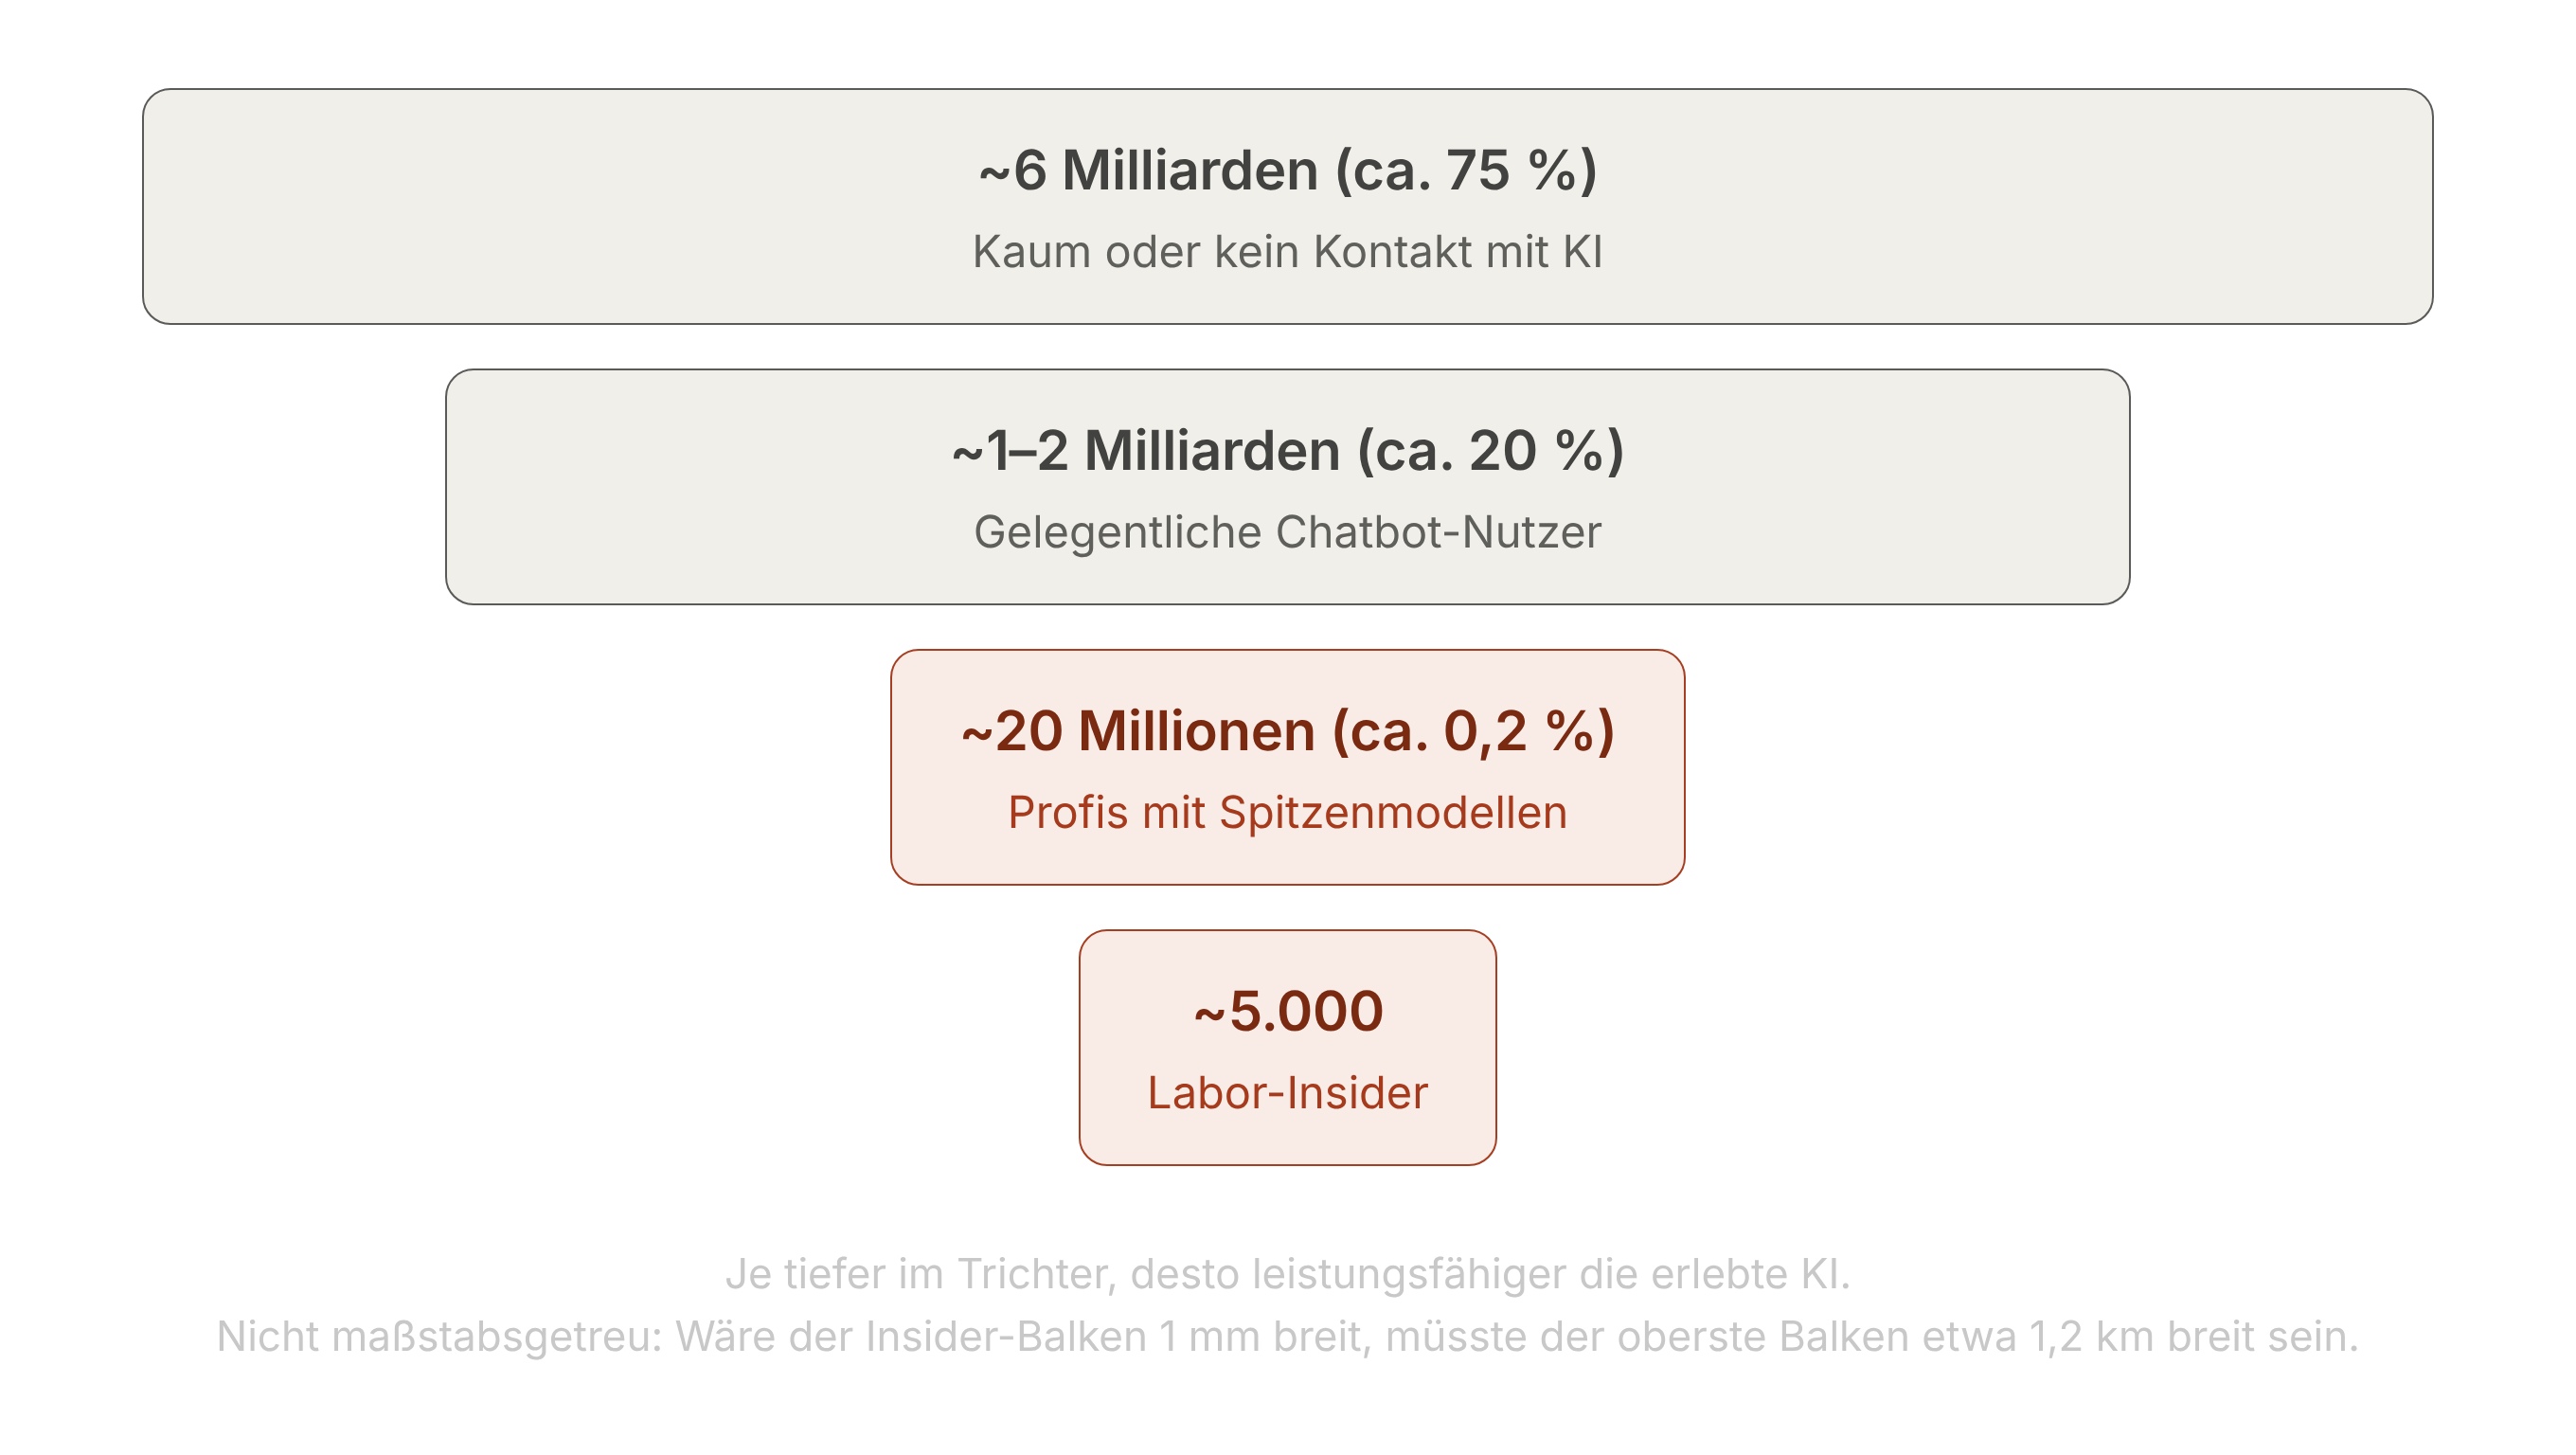 ~6 Milliarden (ca. 75 %)
Kaum oder kein Kontakt mit KI
~1–2 Milliarden (ca. 20 %)
Gelegentliche Chatbot-Nutzer
~20 Millionen (ca. 0,2 %)
Profis mit Spitzenmodellen
~5.000
Labor-Insider
Je tiefer im Trichter, desto leistungsfähiger die erlebte KI.
Nicht maßstabsgetreu: Wäre der Insider-Balken 1 mm breit, müsste der oberste Balken etwa 1,2 km breit sein.